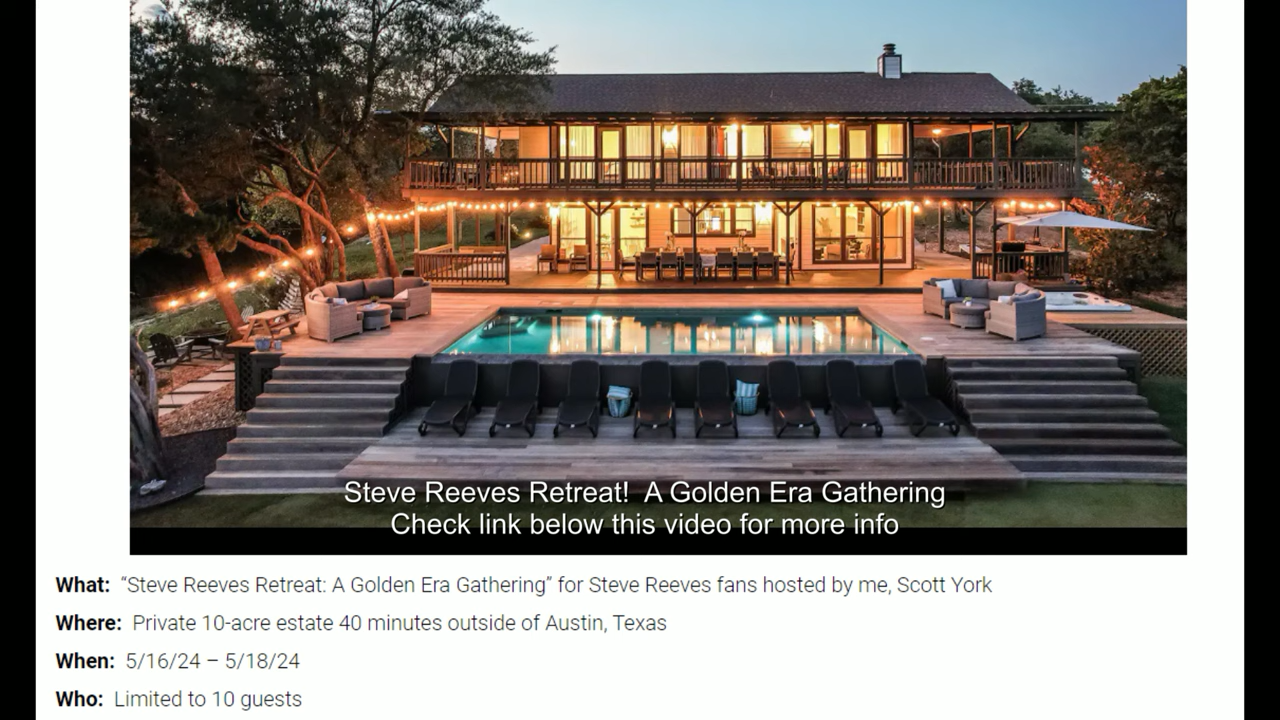 Steve Reeves Retreat!  A Golden Era Gathering
Check link below this video for more info
What:  “Steve Reeves Retreat: A Golden Era Gathering” for Steve Reeves fans hosted by me, Scott York
Where:  Private 10-acre estate 40 minutes outside of Austin, Texas
When:  5/16/24 – 5/18/24
Who:  Limited to 10 guests